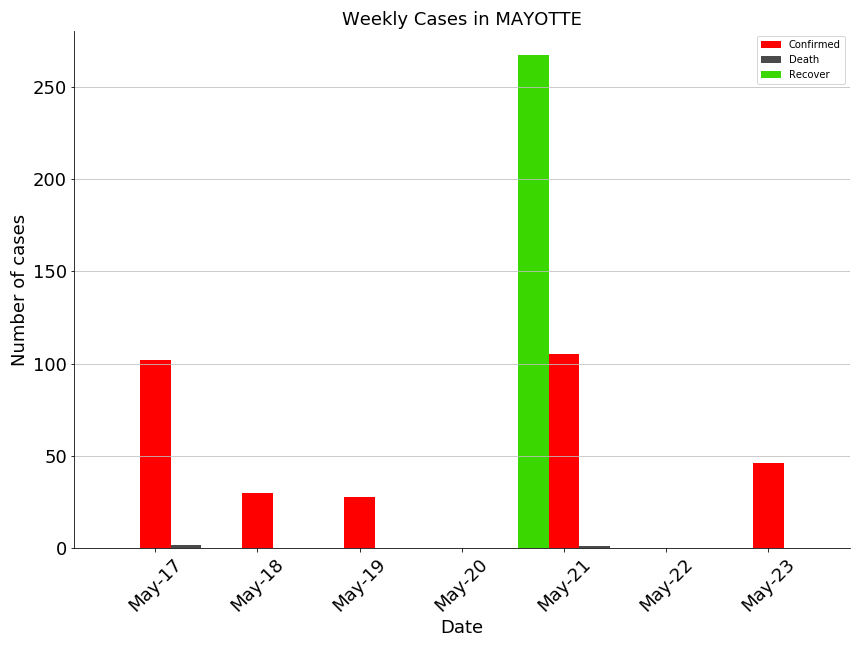 Weekly Cases in MAYOTTE
Confirmed
Death
Recover
Number of cases
250
200
150
100
50
0
May-17
May-18
May-19
May-20
May-21
May-22
May-23
Date